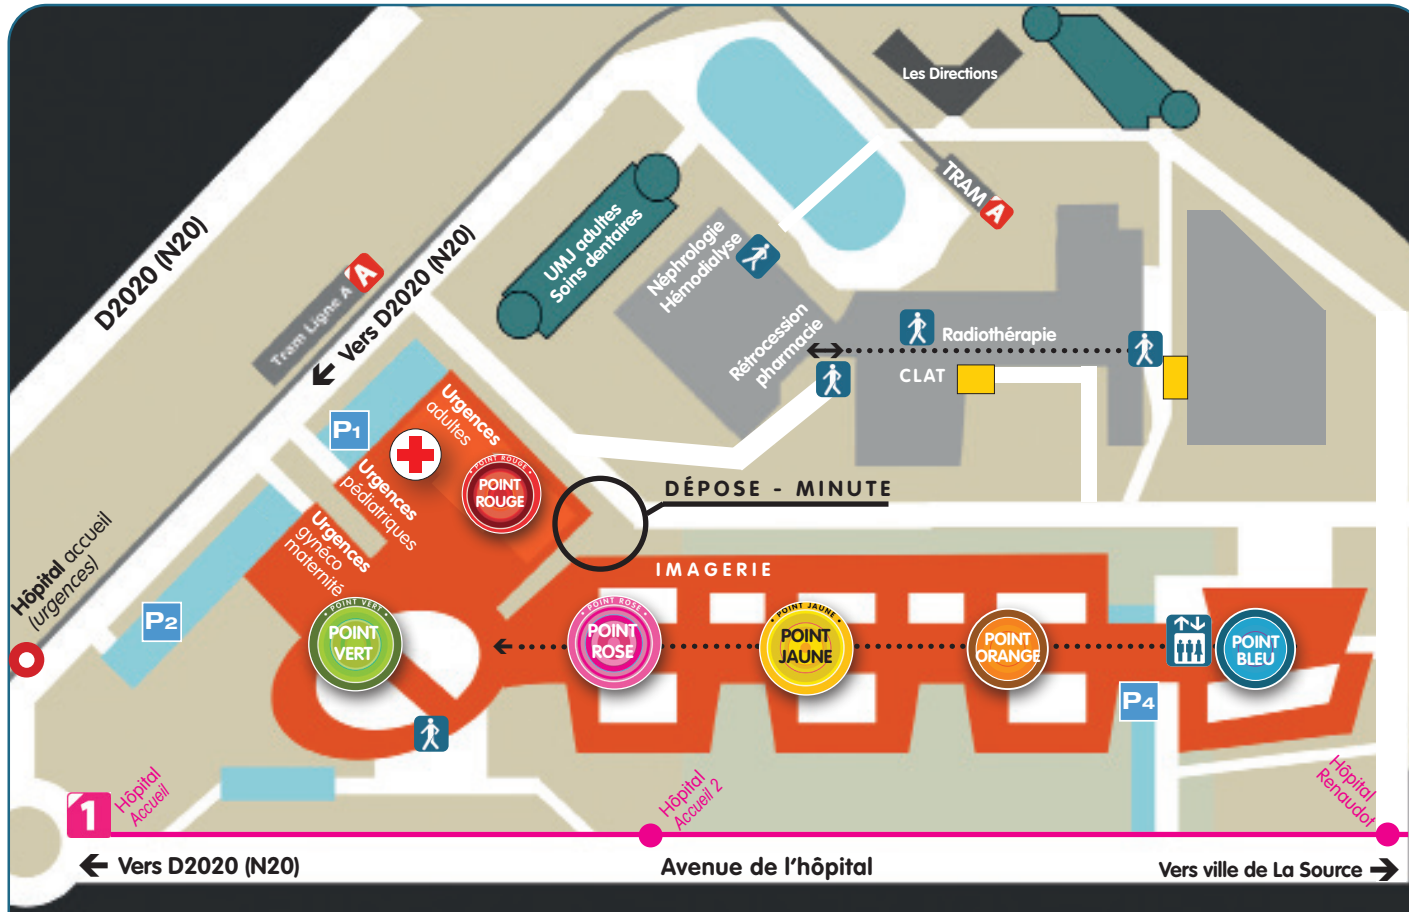 Les Directions
TRAM A
D2020 (N20)
UMJ adultes
Soins dentaires
Néphrologie
Hémodialyse
Tram Ligne A A
Vers D2020 (N20)
Rétrocession
pharmacie
Radiothérapie
CLAT
P1
Urgences
adultes
POINT ROUGE
POINT
ROUGE
Urgences
pédiatriques
DÉPOSE - MINUTE
Urgences
gynéco
maternité
Hôpital accueil
(urgences)
P2
IMAGERIE
POINT VERT
POINT
VERT
POINT ROSE
POINT
ROSE
POINT JAUNE
POINT
JAUNE
POINT
ORANGE
POINT
BLEU
P4
1
Hôpital
Accueil
Hôpital
Accueil 2
Hôpital
Renaudot
Vers D2020 (N20)
Avenue de l'hôpital
Vers ville de La Source